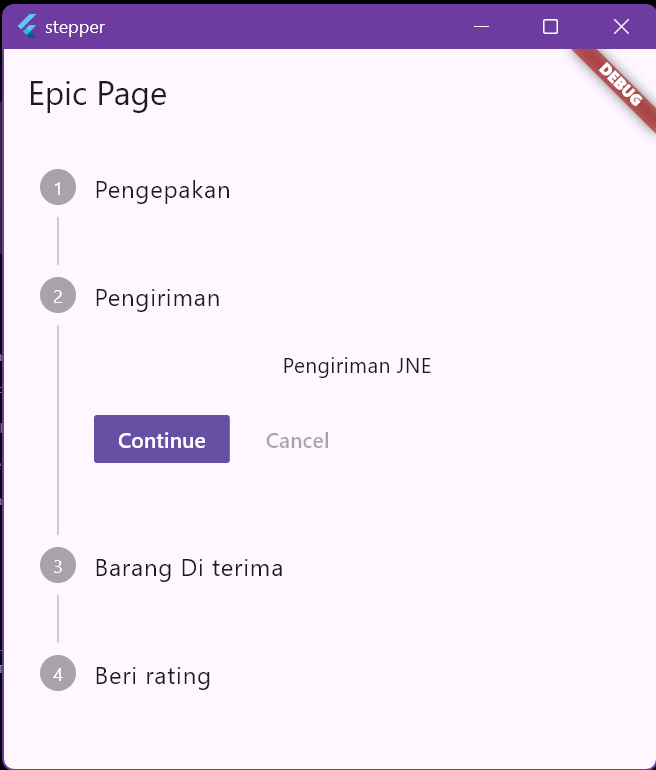 stepper
DEBUG
Epic Page
1 Pengepakan
2 Pengiriman
Pengiriman JNE
Continue Cancel
3 Barang Di terima
4 Beri rating